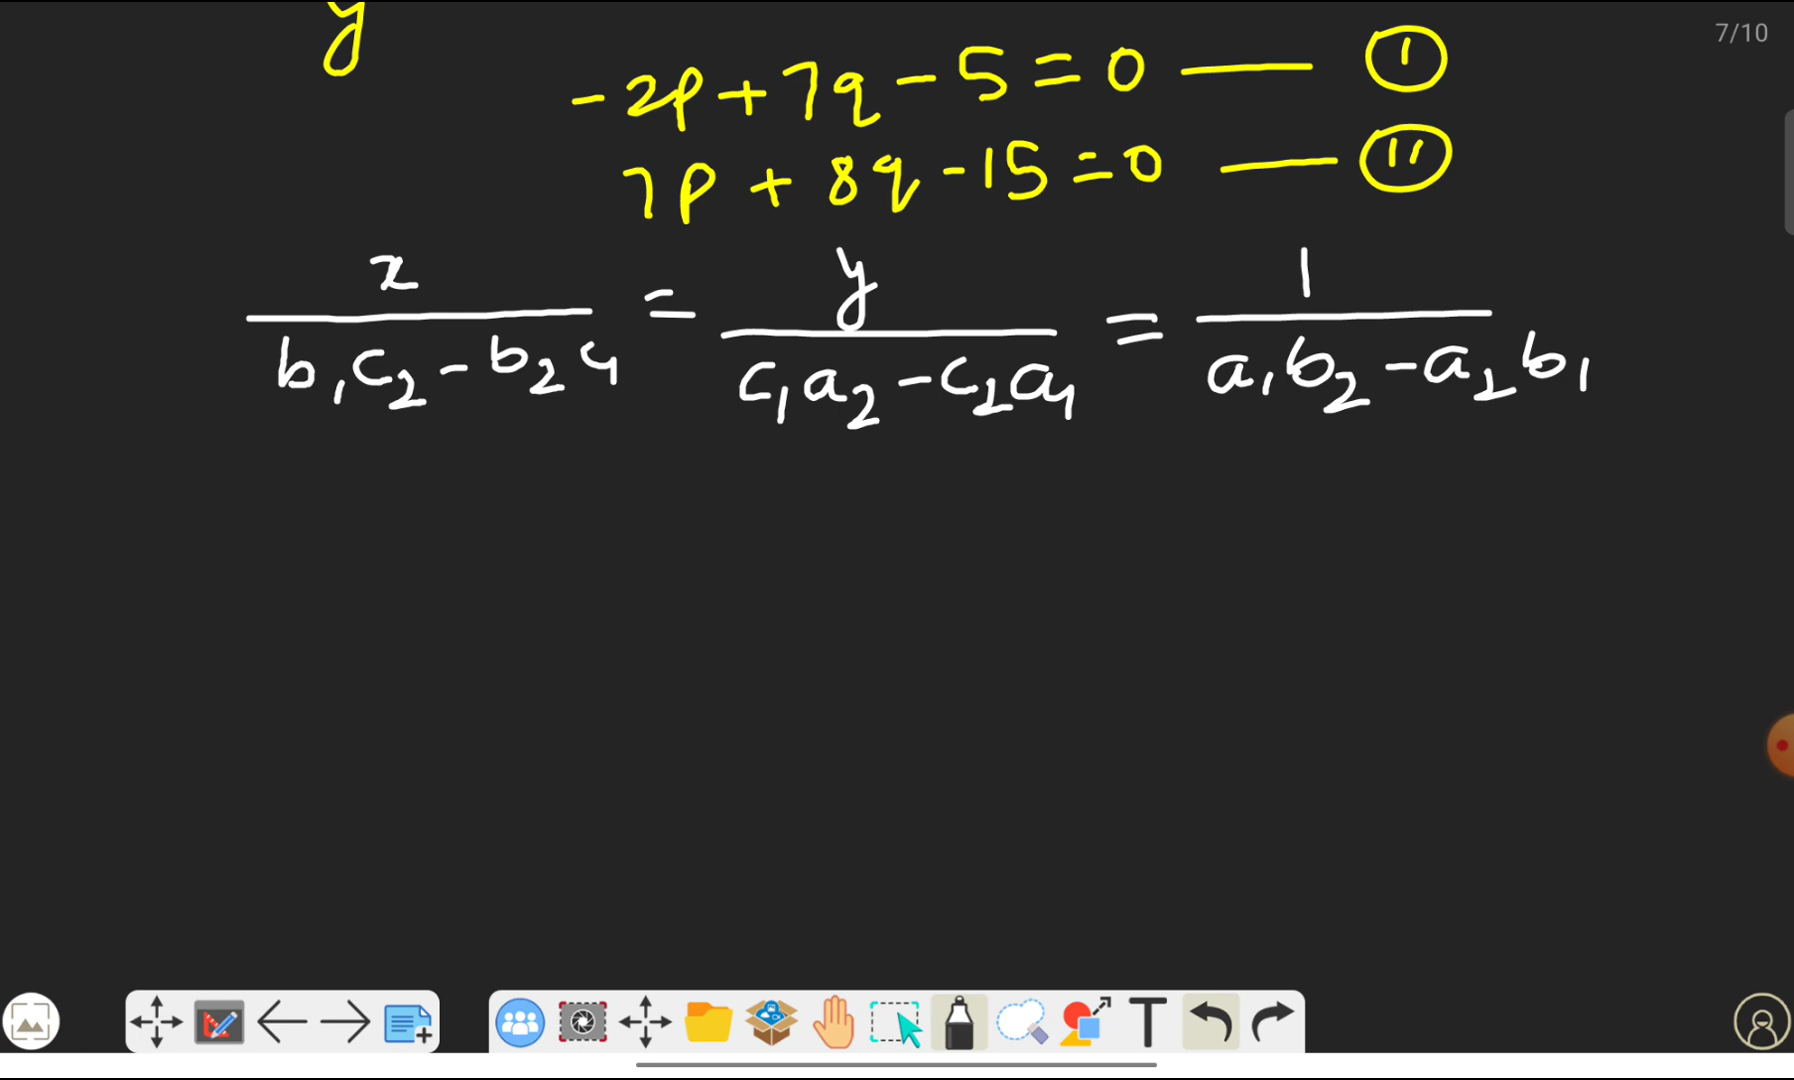 7/10
y
-2p + 7q - 5 = 0 —— (I)
7p + 8q - 15 = 0 —— (II)
x/(b₁c₂ - b₂c₁) = y/(c₁a₂ - c₂a₁) = 1/(a₁b₂ - a₂b₁)
T